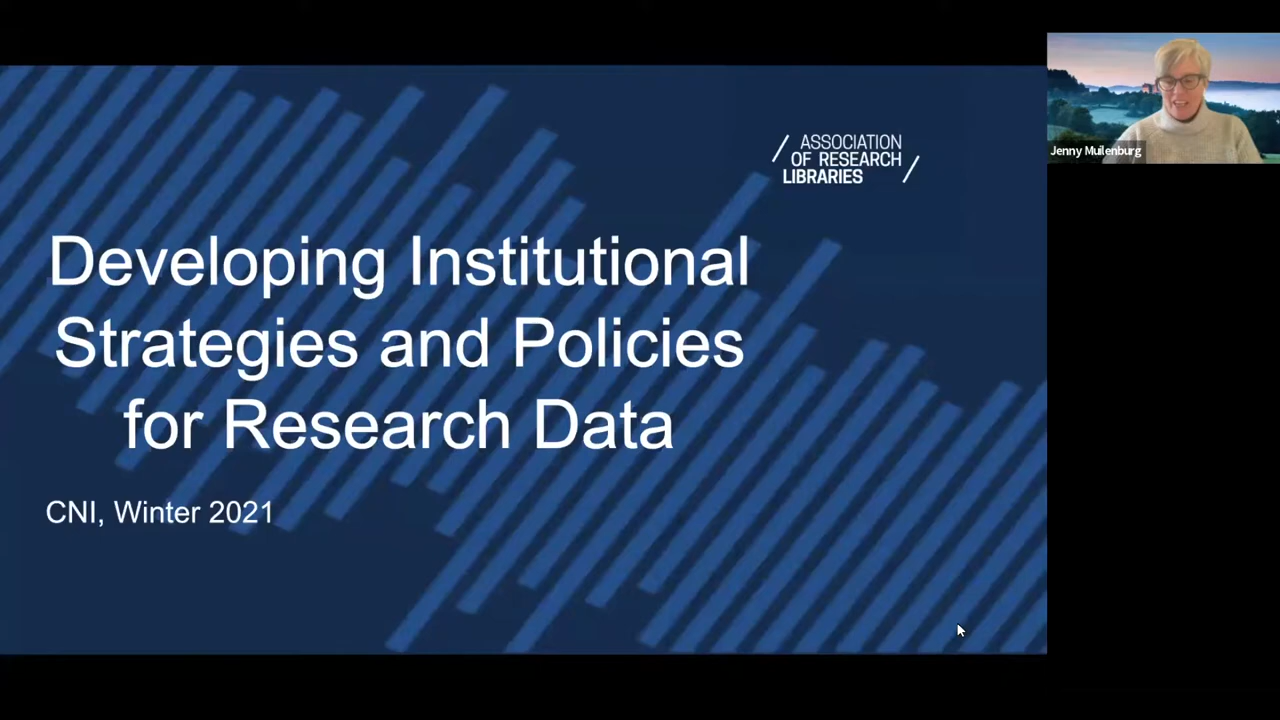 ASSOCIATION
OF RESEARCH
LIBRARIES
Jenny Muilenburg
Developing Institutional
Strategies and Policies
for Research Data
CNI, Winter 2021